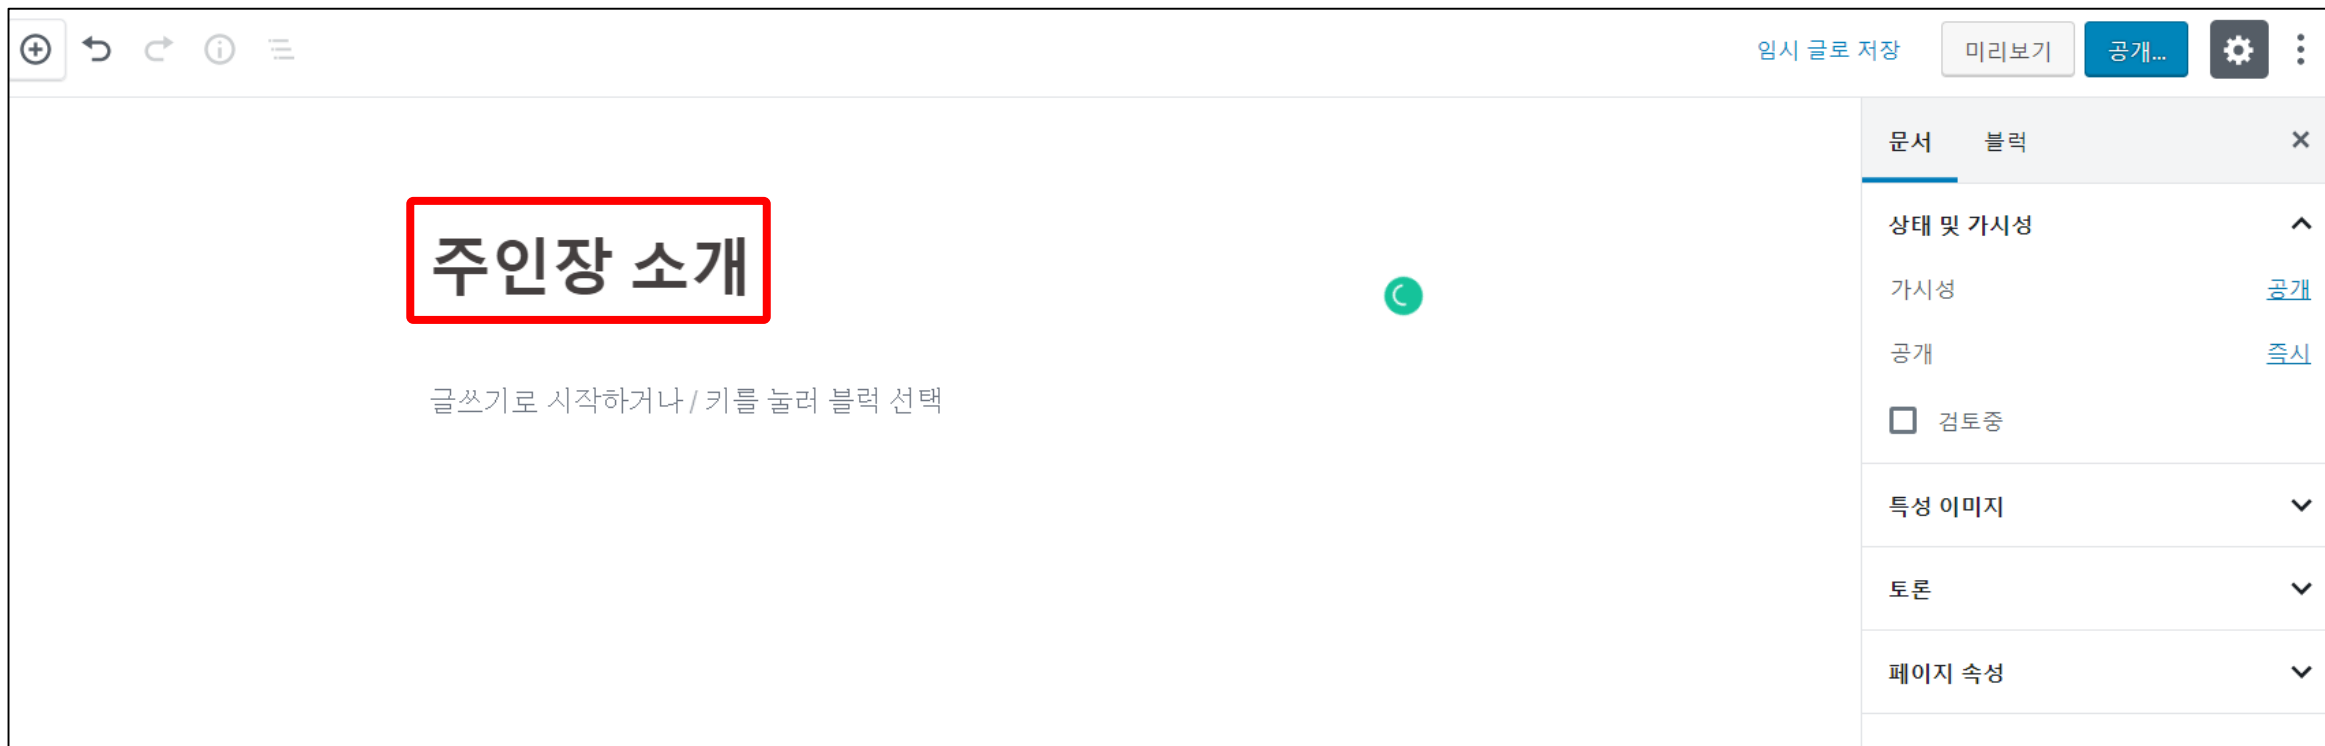 임시 글로 저장 미리보기 공개...
문서 블럭
상태 및 가시성
주인장 소개
가시성 공개
공개 즉시
글쓰기로 시작하거나 / 키를 눌러 블럭 선택
검토중
특성 이미지
토론
페이지 속성